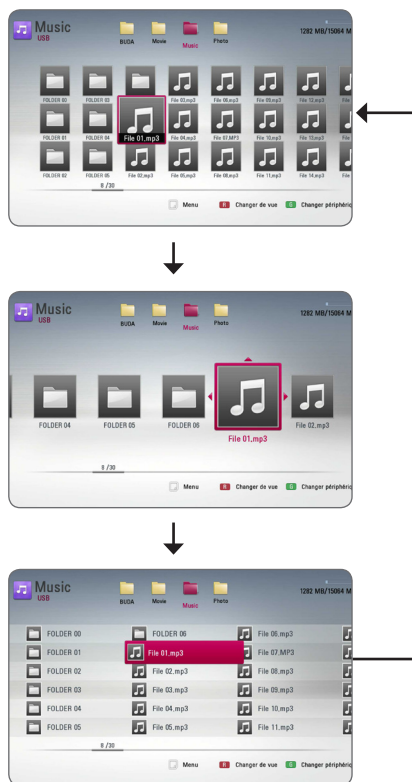 Music
USB
BUDA Movie Music Photo
1282 MB/15064 M
FOLDER 00 FOLDER 03 File 03.mp3 File 06.mp3 File 09.mp3 File 12.mp3 File
FOLDER 01 FOLDER 04 File 01.mp3 File 04.mp3 File 07.MP3 File 10.mp3 File 13.mp3 File
FOLDER 02 FOLDER 05 File 02.mp3 File 05.mp3 File 08.mp3 File 11.mp3 File 14.mp3 File
8 /30
Menu R Changer de vue G Changer périphériq
Music
USB
BUDA Movie Music Photo
1282 MB/15064 M
FOLDER 04 FOLDER 05 FOLDER 06 File 01.mp3 File 02.mp3
8 /30
Menu R Changer de vue G Changer périphériq
Music
USB
BUDA Movie Music Photo
1282 MB/15064 M
FOLDER 00 FOLDER 06 File 06.mp3
FOLDER 01 File 01.mp3 File 07.MP3
FOLDER 02 File 02.mp3 File 08.mp3
FOLDER 03 File 03.mp3 File 09.mp3
FOLDER 04 File 04.mp3 File 10.mp3
FOLDER 05 File 05.mp3 File 11.mp3
8 /30
Menu R Changer de vue G Changer périphériq